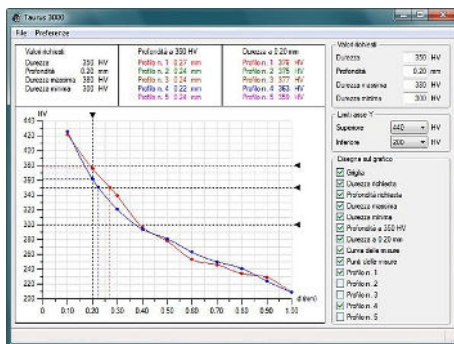 Taurus 3000
File Preferenze
Valori richiesti
Durezza 350 HV
Profondità 0.20 mm
Durezza massima 380 HV
Durezza minima 300 HV
Profondità a 350 HV
Profilo n. 1 0.27 mm
Profilo n. 2 0.24 mm
Profilo n. 3 0.24 mm
Profilo n. 4 0.22 mm
Profilo n. 5 0.24 mm
Durezza a 0.20 mm
Profilo n. 1 376 HV
Profilo n. 2 375 HV
Profilo n. 3 377 HV
Profilo n. 4 363 HV
Profilo n. 5 359 HV
HV
440
420
400
380
360
340
320
300
280
260
240
220
200
0 0.10 0.20 0.30 0.40 0.50 0.60 0.70 0.80 0.90 1.00
d (mm)
Valori richiesti
Durezza 350 HV
Profondità 0.20 mm
Durezza massima 380 HV
Durezza minima 300 HV
Limiti asse Y
Superiore 440 HV
Inferiore 200 HV
Disegna sul grafico
Griglia
Durezza richiesta
Profondità richiesta
Durezza massima
Durezza minima
Profondità a 350 HV
Durezza a 0.20 mm
Curva delle misure
Punti delle misure
Profilo n. 1
Profilo n. 2
Profilo n. 3
Profilo n. 4
Profilo n. 5